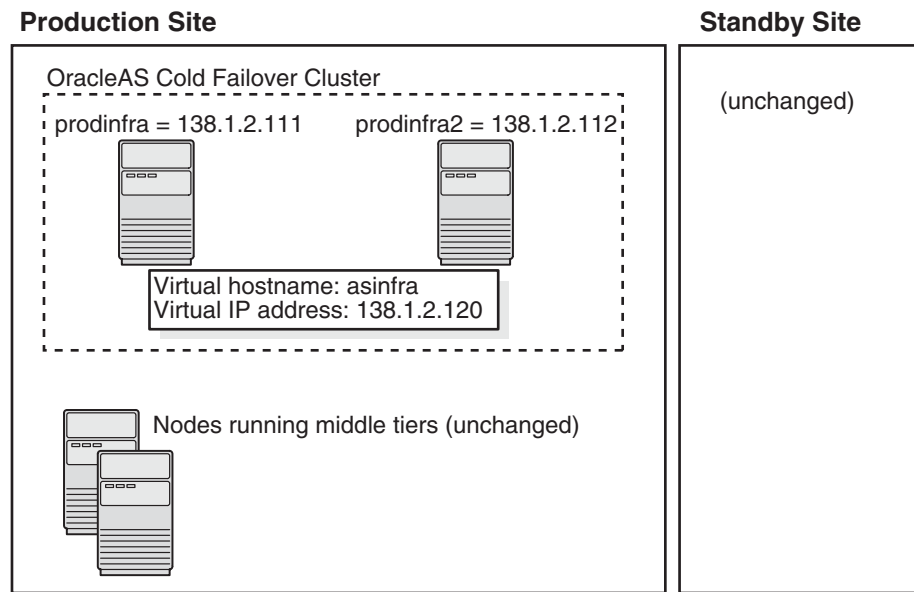 Production Site
Standby Site
OracleAS Cold Failover Cluster
(unchanged)
prodinfra = 138.1.2.111
prodinfra2 = 138.1.2.112
Virtual hostname: asinfra
Virtual IP address: 138.1.2.120
Nodes running middle tiers (unchanged)